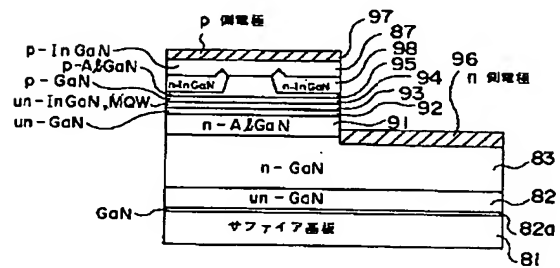 p 側電極
p-InGaN
p-AlGaN
n-InGaN
n-InGaN
p-GaN
un-InGaN, MQW
un-GaN
n-AlGaN
n-GaN
un-GaN
GaN
サファイア基板
97
87
98
95
94
93
92
91
96
n 側電極
83
82
82a
81